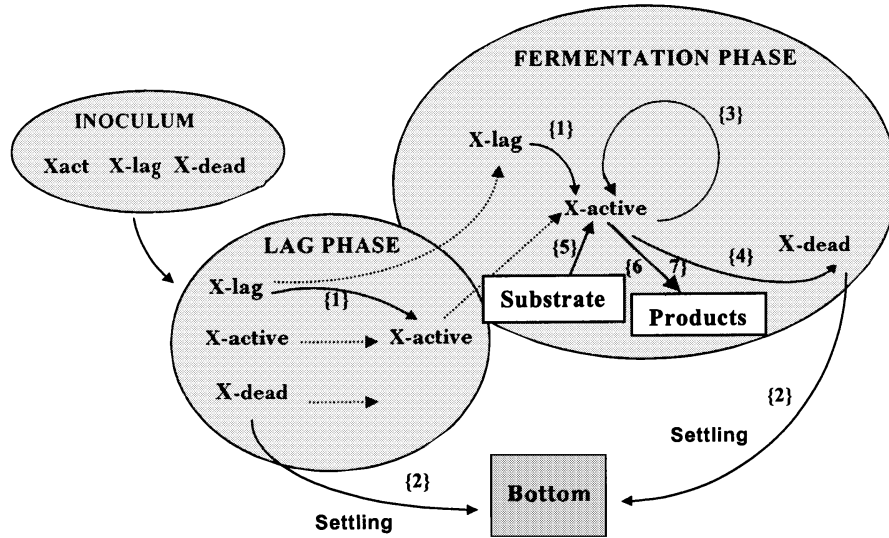 FERMENTATION PHASE
INOCULUM
Xact X-lag X-dead
{3}
{1}
X-lag
X-active
LAG PHASE
X-dead
{5} {6 7} {4}
X-lag
{1}
Substrate
Products
X-active X-active
X-dead
{2}
Settling
{2}
Bottom
Settling